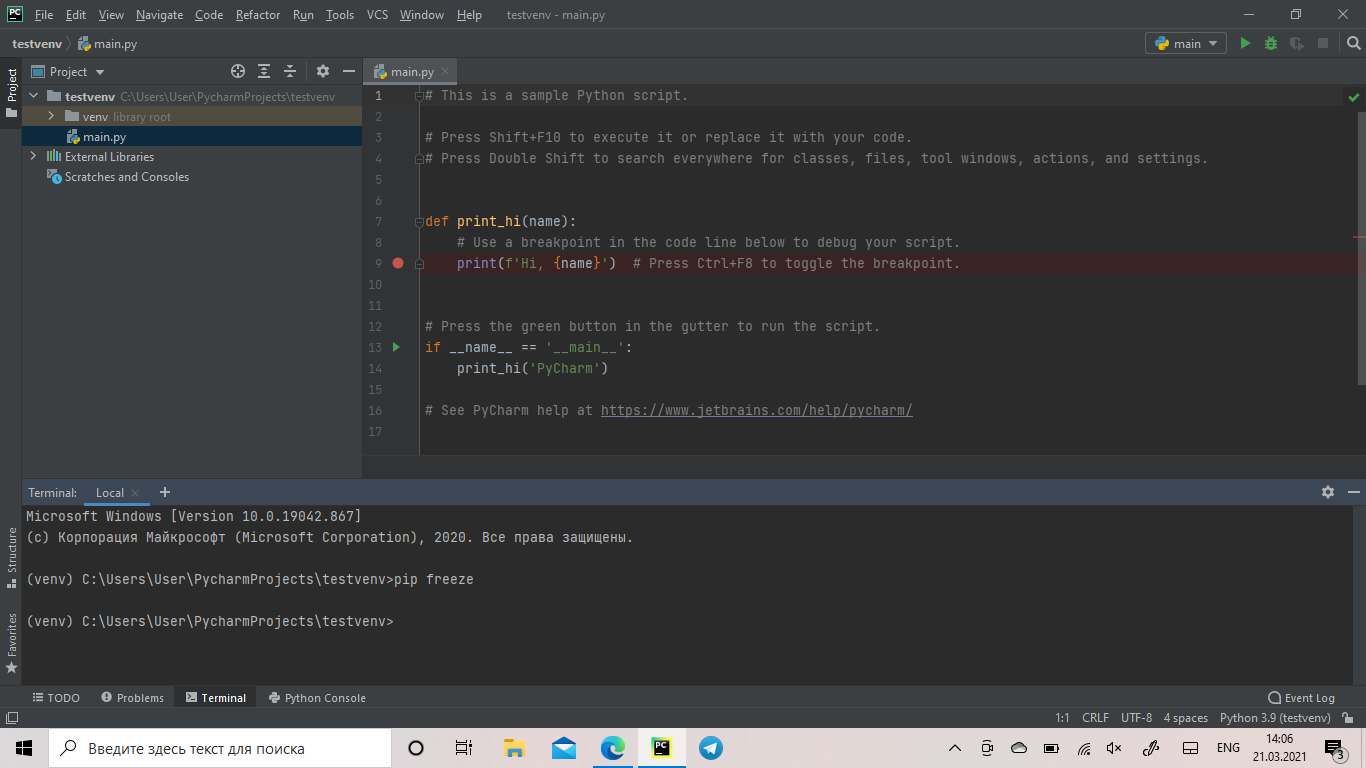 PC File Edit View Navigate Code Refactor Run Tools VCS Window Help testvenv - main.py
testvenv main.py main
Project
Project
testvenv C:\Users\User\PycharmProjects\testvenv
venv library root
main.py
External Libraries
Scratches and Consoles
main.py
1 # This is a sample Python script.
2
3 # Press Shift+F10 to execute it or replace it with your code.
4 # Press Double Shift to search everywhere for classes, files, tool windows, actions, and settings.
5
6
7 def print_hi(name):
8 # Use a breakpoint in the code line below to debug your script.
9 print(f'Hi, {name}') # Press Ctrl+F8 to toggle the breakpoint.
10
11
12 # Press the green button in the gutter to run the script.
13 if __name__ == '__main__':
14 print_hi('PyCharm')
15
16 # See PyCharm help at https://www.jetbrains.com/help/pycharm/
17
Terminal: Local +
Microsoft Windows [Version 10.0.19042.867]
(c) Корпорация Майкрософт (Microsoft Corporation), 2020. Все права защищены.
(venv) C:\Users\User\PycharmProjects\testvenv>pip freeze
(venv) C:\Users\User\PycharmProjects\testvenv>
Structure
Favorites
TODO Problems Terminal Python Console Event Log
1:1 CRLF UTF-8 4 spaces Python 3.9 (testvenv)
Введите здесь текст для поиска PC ENG 14:06
21.03.2021 3